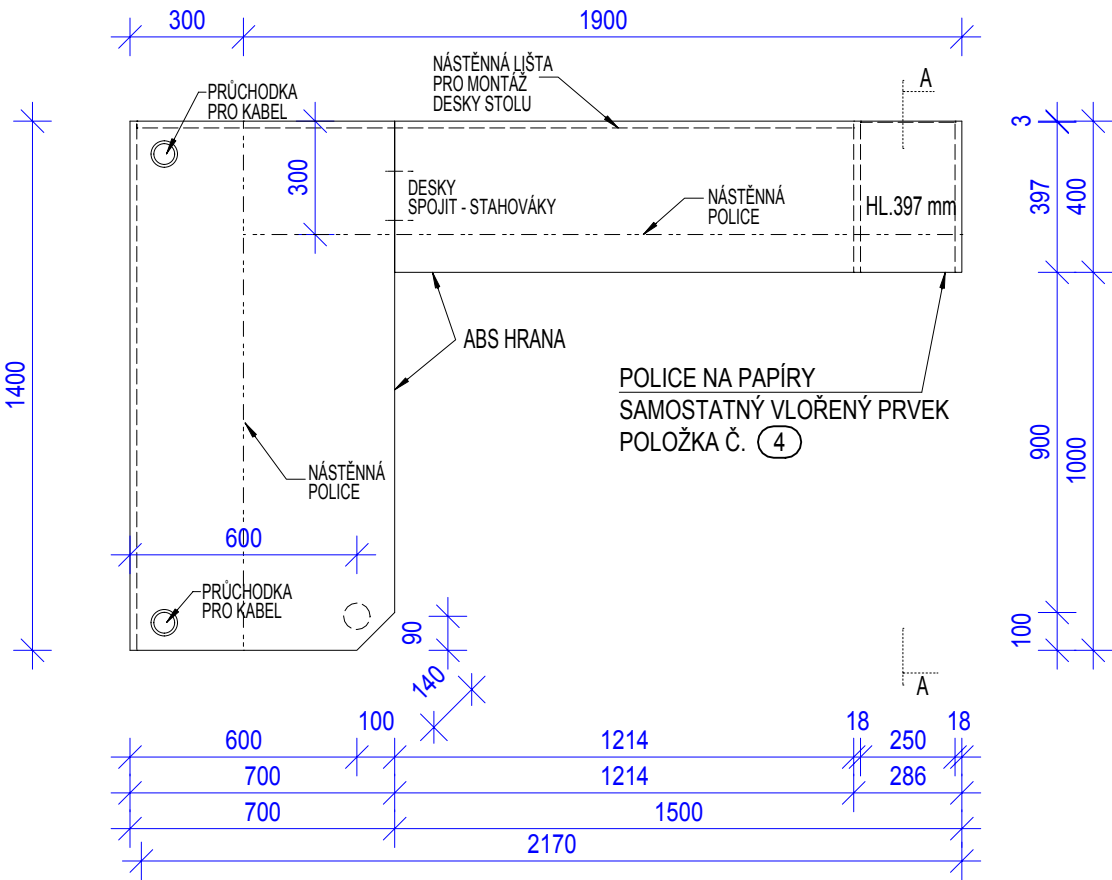 300
1900
NÁSTĚNNÁ LIŠTA
PRO MONTÁŽ
DESKY STOLU
A
PRŮCHODKA
PRO KABEL
3
300
DESKY
SPOJIT - STAHOVÁKY
NÁSTĚNNÁ
POLICE
HL.397 mm
397
400
ABS HRANA
1400
POLICE NA PAPÍRY
SAMOSTATNÝ VLOŘENÝ PRVEK
POLOŽKA Č. 4
900
1000
NÁSTĚNNÁ
POLICE
600
PRŮCHODKA
PRO KABEL
90
100
140
A
600
100
1214
18
250
18
700
1214
286
700
1500
2170